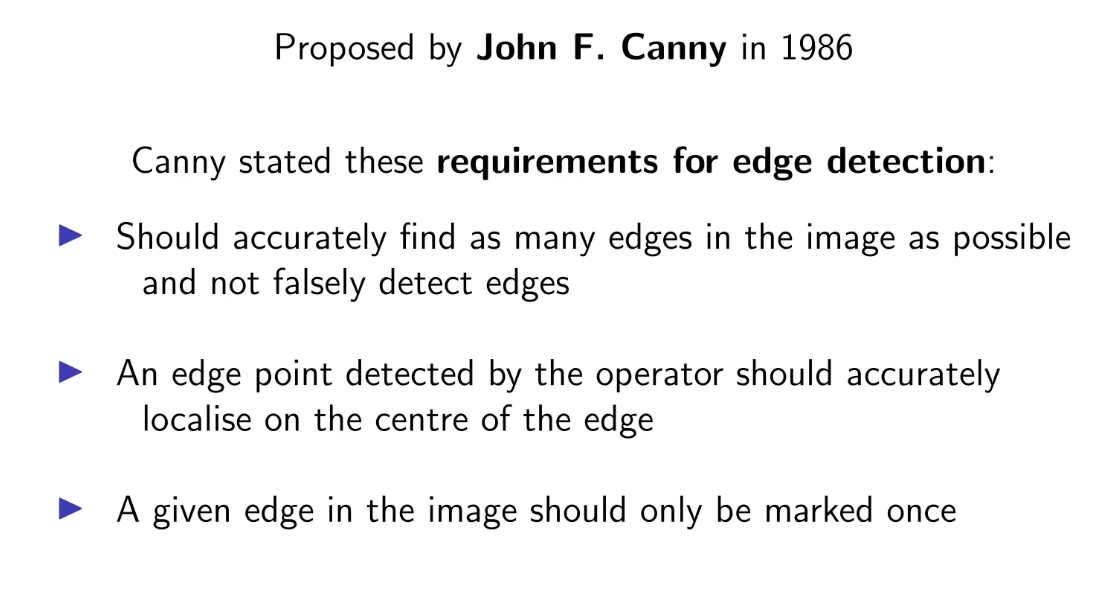 Proposed by John F. Canny in 1986
Canny stated these requirements for edge detection:
Should accurately find as many edges in the image as possible
and not falsely detect edges
An edge point detected by the operator should accurately
localise on the centre of the edge
A given edge in the image should only be marked once